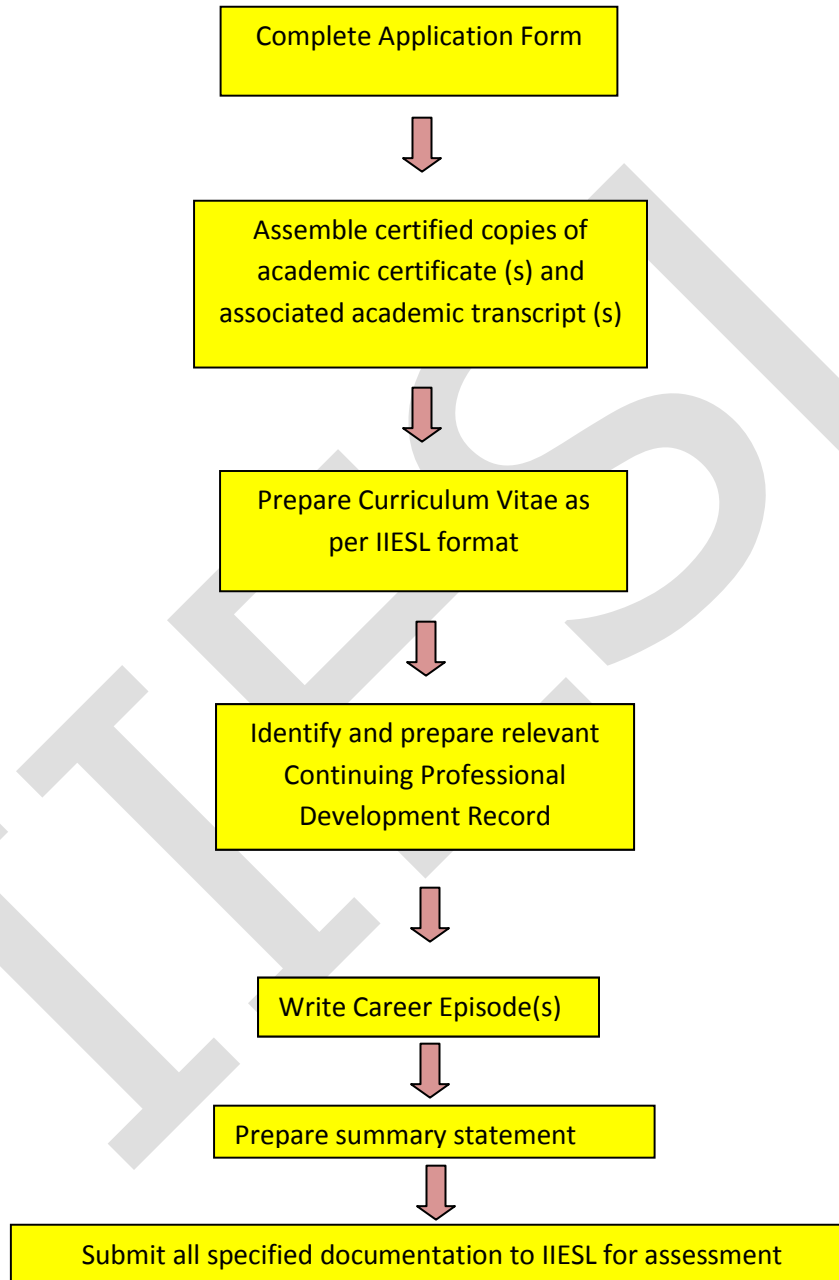 Complete Application Form
Assemble certified copies of
academic certificate (s) and
associated academic transcript (s)
Prepare Curriculum Vitae as
per IIESL format
Identify and prepare relevant
Continuing Professional
Development Record
Write Career Episode(s)
Prepare summary statement
Submit all specified documentation to IIESL for assessment
IIESL